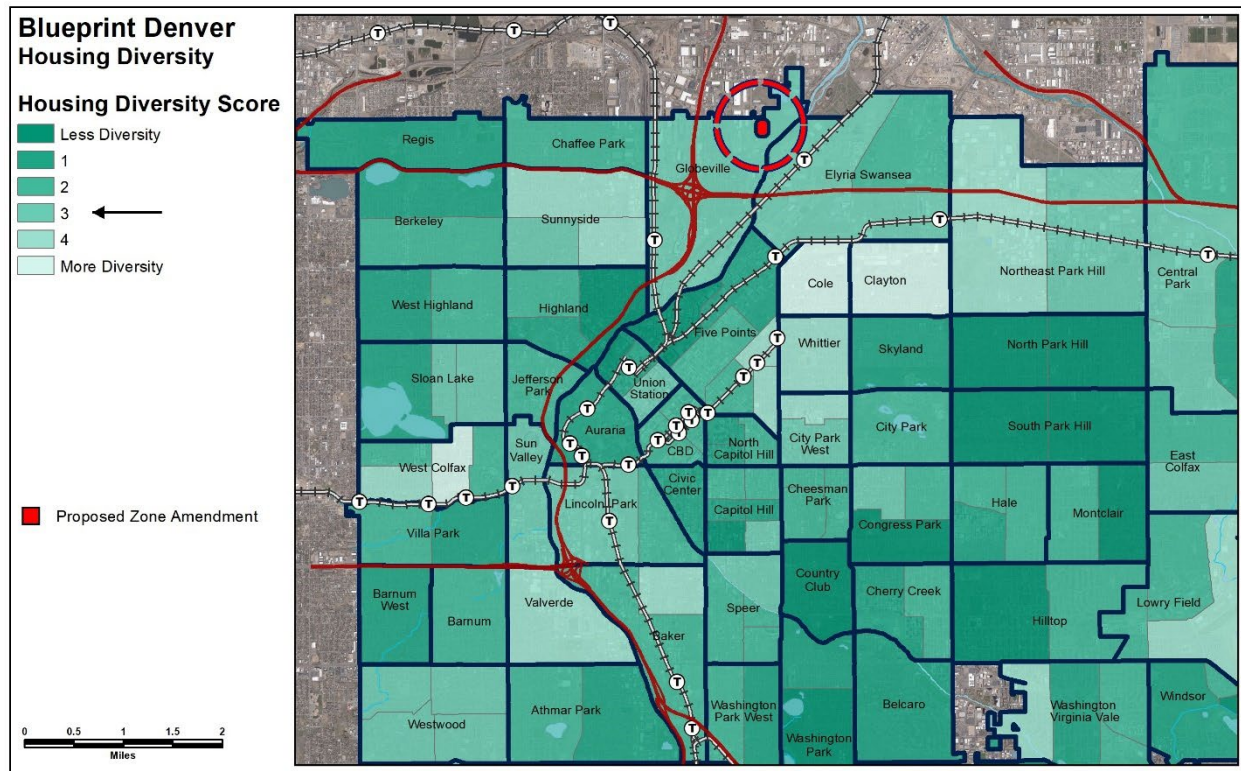 Blueprint Denver
Housing Diversity
Housing Diversity Score
Less Diversity
1
2
3
4
More Diversity
Proposed Zone Amendment
0 0.5 1 1.5 2
Miles
T T T
Regis
Chaffee Park
Globeville
T
Elyria Swansea
Berkeley
Sunnyside
T
T
T
T
Cole
Clayton
Northeast Park Hill
Central
Park
T
West Highland
Highland
Five Points
T
Whittier
Skyland
North Park Hill
T
T
T
Sloan Lake
Jefferson
Park
Union
Station
T
Auraria
T
T
T
T
T
T
T
T
CBD
North
Capitol Hill
City Park
West
City Park
South Park Hill
East
Colfax
West Colfax
Sun
Valley
T
T
T
T
T
Lincoln Park
Civic
Center
Capitol Hill
Cheesman
Park
Congress Park
Hale
Montclair
Villa Park
T
Barnum
West
Barnum
Valverde
Baker
Speer
Country
Club
Cherry Creek
Hilltop
Lowry Field
Westwood
Athmar Park
T
T
Washington
Park West
Washington
Park
Belcaro
Washington
Virginia Vale
Windsor